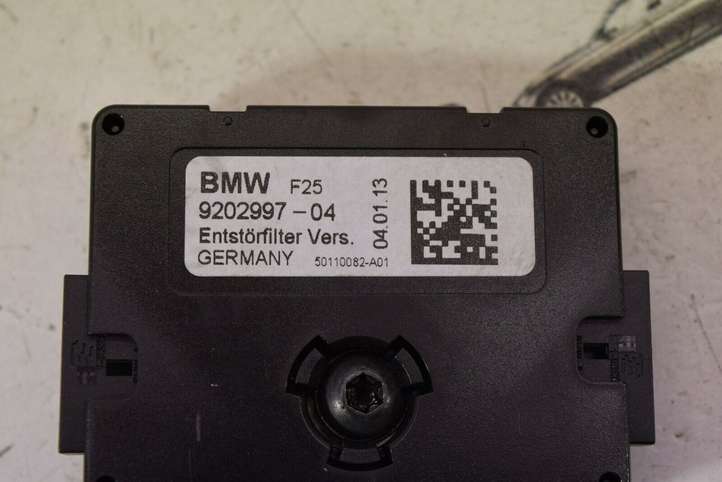 BMW F25
9202997-04
Entstörfilter Vers.
GERMANY 50110082-A01
04.01.13